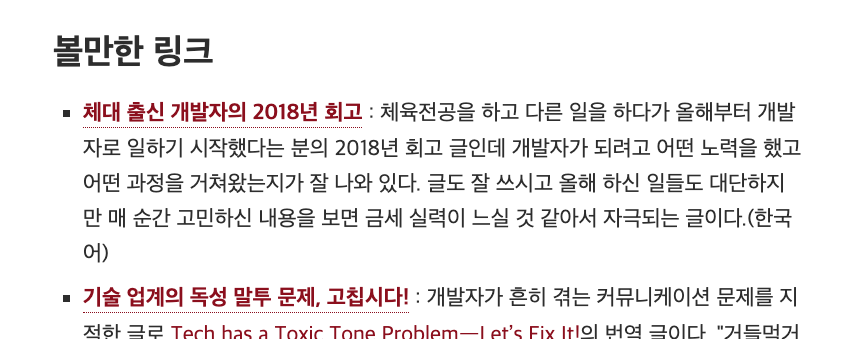 볼만한 링크
체대 출신 개발자의 2018년 회고 : 체육전공을 하고 다른 일을 하다가 올해부터 개발
자로 일하기 시작했다는 분의 2018년 회고 글인데 개발자가 되려고 어떤 노력을 했고
어떤 과정을 거쳐왔는지가 잘 나와 있다. 글도 잘 쓰시고 올해 하신 일들도 대단하지
만 매 순간 고민하신 내용을 보면 금세 실력이 느실 것 같아서 자극되는 글이다.(한국
어)
기술 업계의 독성 말투 문제, 고칩시다! : 개발자가 흔히 겪는 커뮤니케이션 문제를 지
적한 글로 Tech has a Toxic Tone Problem—Let's Fix It!의 번역 글이다. "거들먹거